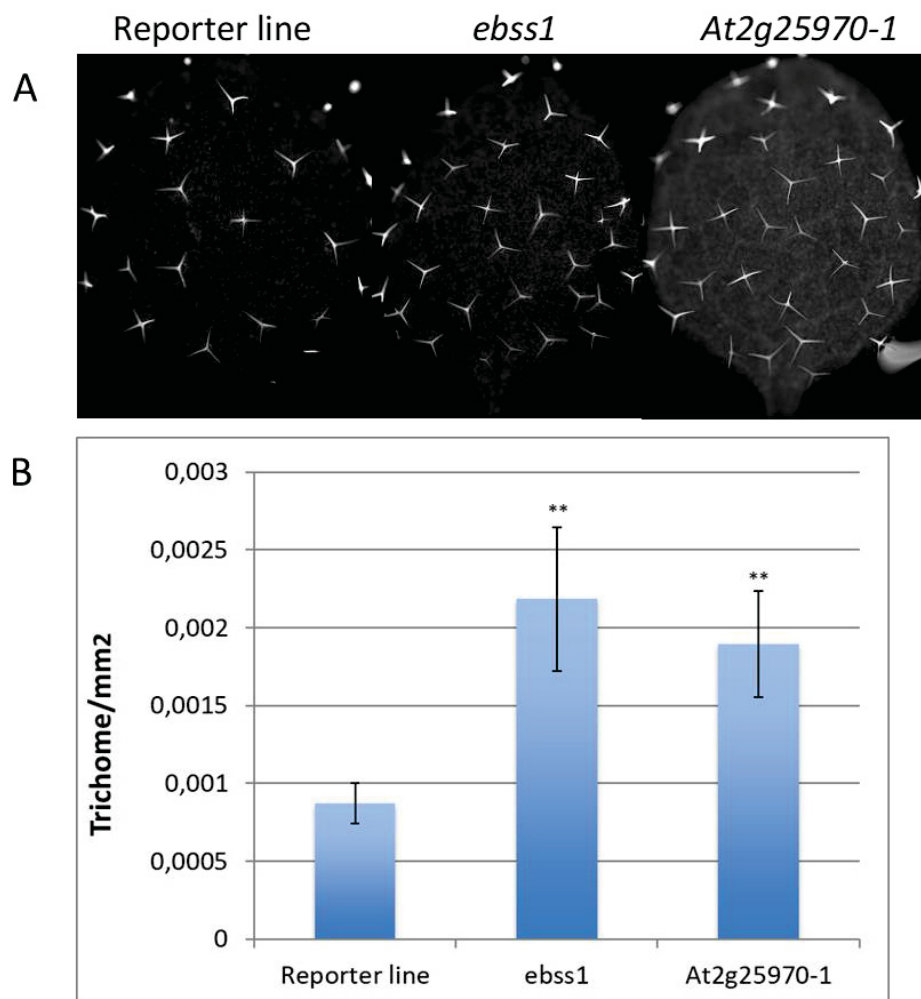 Reporter line ebss1 At2g25970-1
A
B
0,003
0,0025
0,002
0,0015
0,001
0,0005
0
Trichome/mm2
**
**
Reporter line ebss1 At2g25970-1